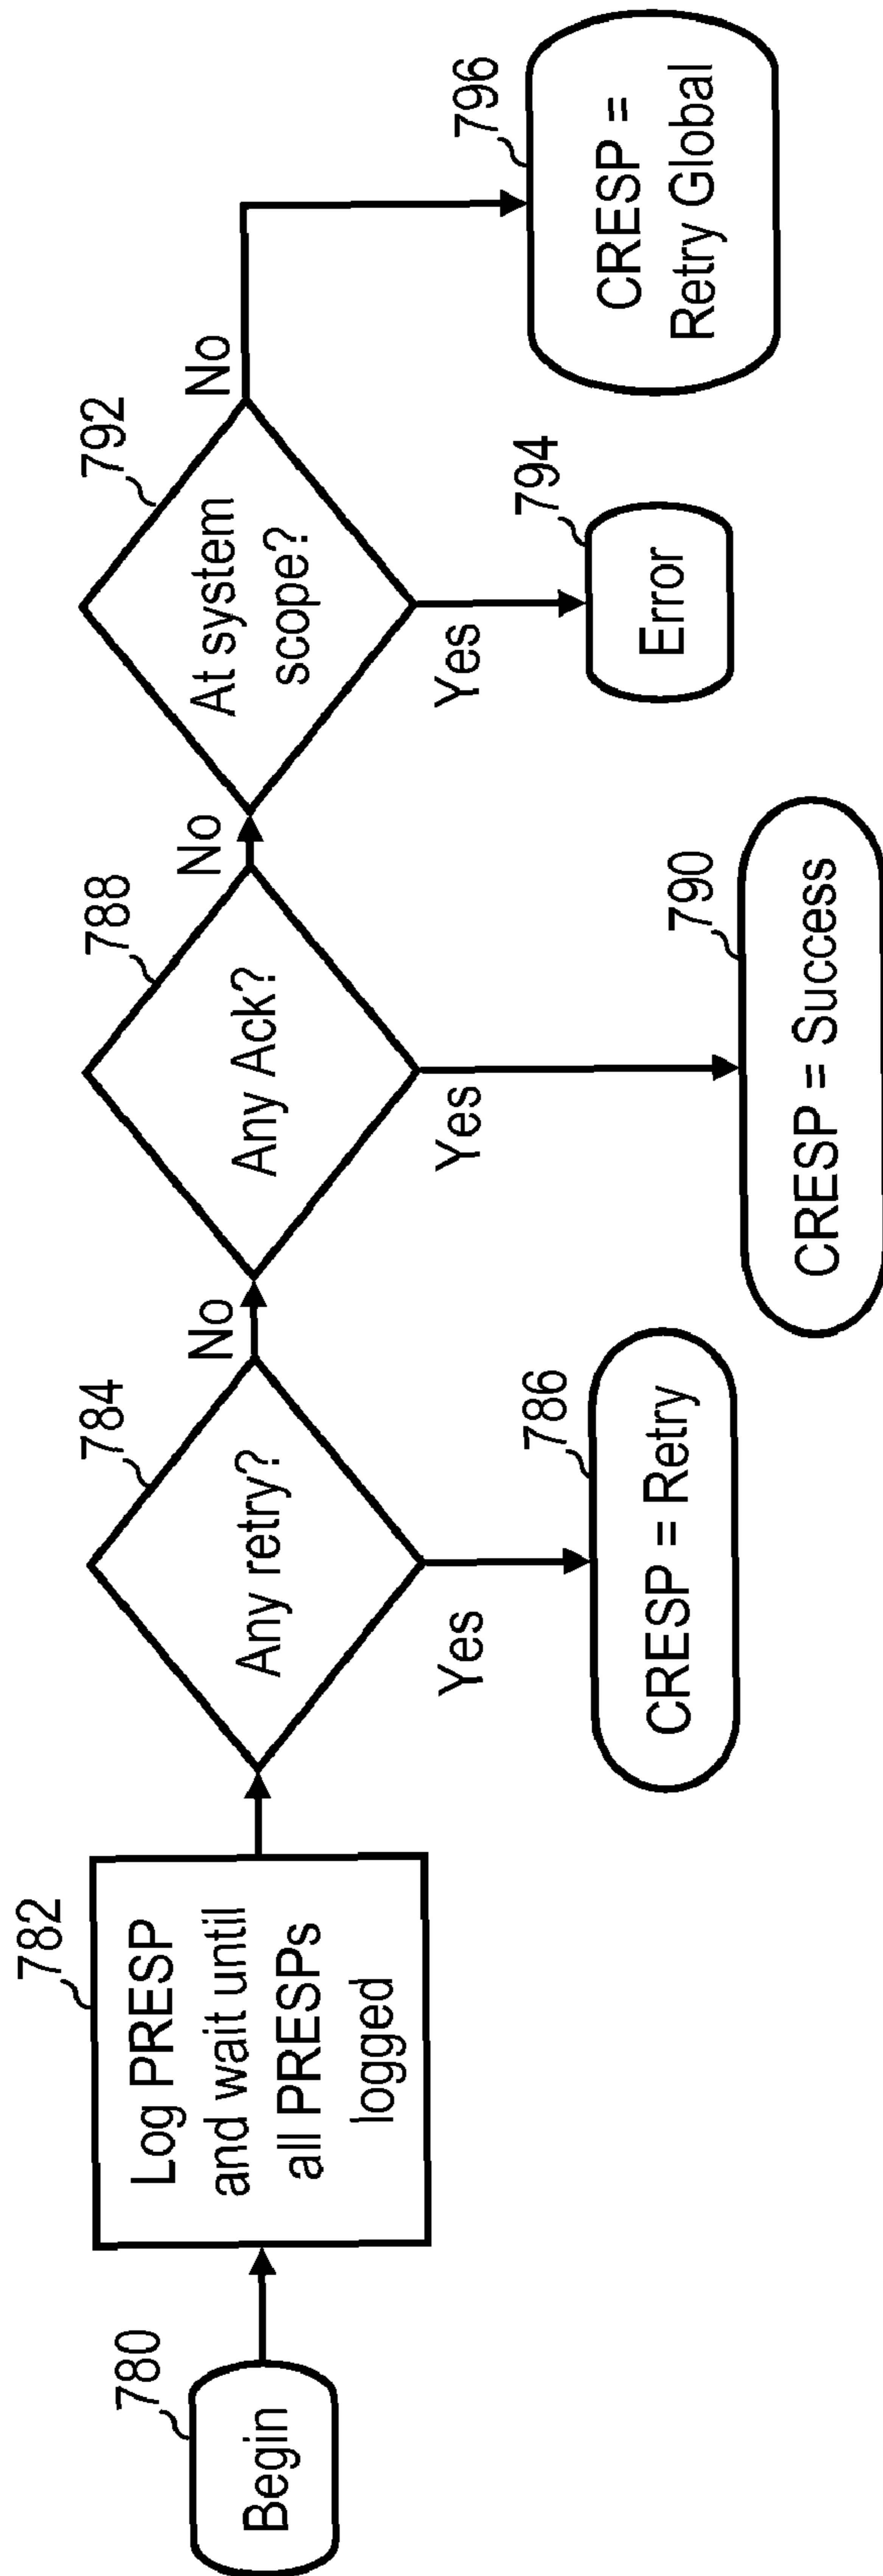 780
Begin
782
Log PRESP
and wait until
all PRESPs
logged
784
Any retry?
No
Yes
786
CRESP = Retry
788
Any Ack?
No
Yes
790
CRESP = Success
792
At system
scope?
No
Yes
794
Error
796
CRESP =
Retry Global